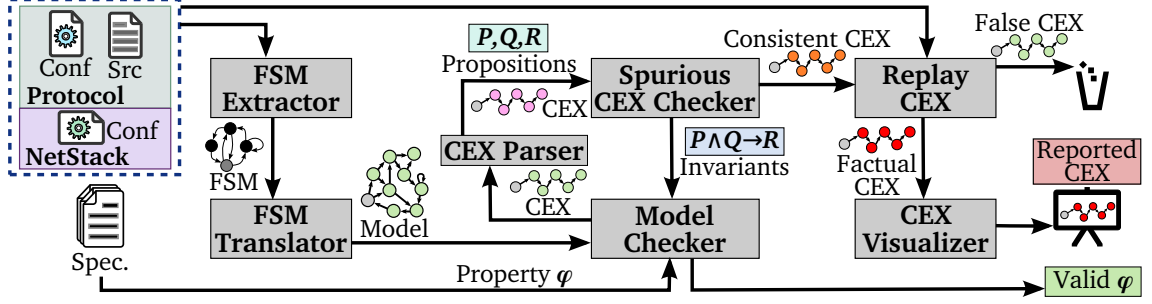 Conf
Src
Protocol
Conf
NetStack
Spec.
FSM
Extractor
FSM
FSM
Translator
Model
P,Q,R
Propositions
CEX
CEX Parser
CEX
Spurious
CEX Checker
P∧Q→R
Invariants
Model
Checker
Property φ
Consistent CEX
Replay
CEX
False CEX
Factual
CEX
CEX
Visualizer
Reported
CEX
Valid φ